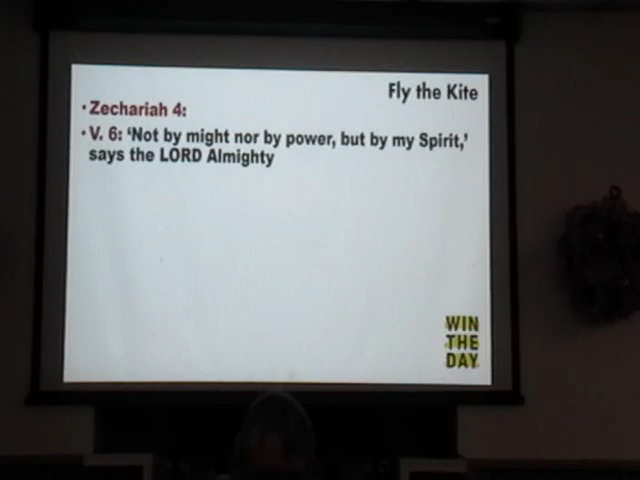 Fly the Kite
· Zechariah 4:
· V. 6: ‘Not by might nor by power, but by my Spirit,’
says the LORD Almighty
WIN
THE
DAY